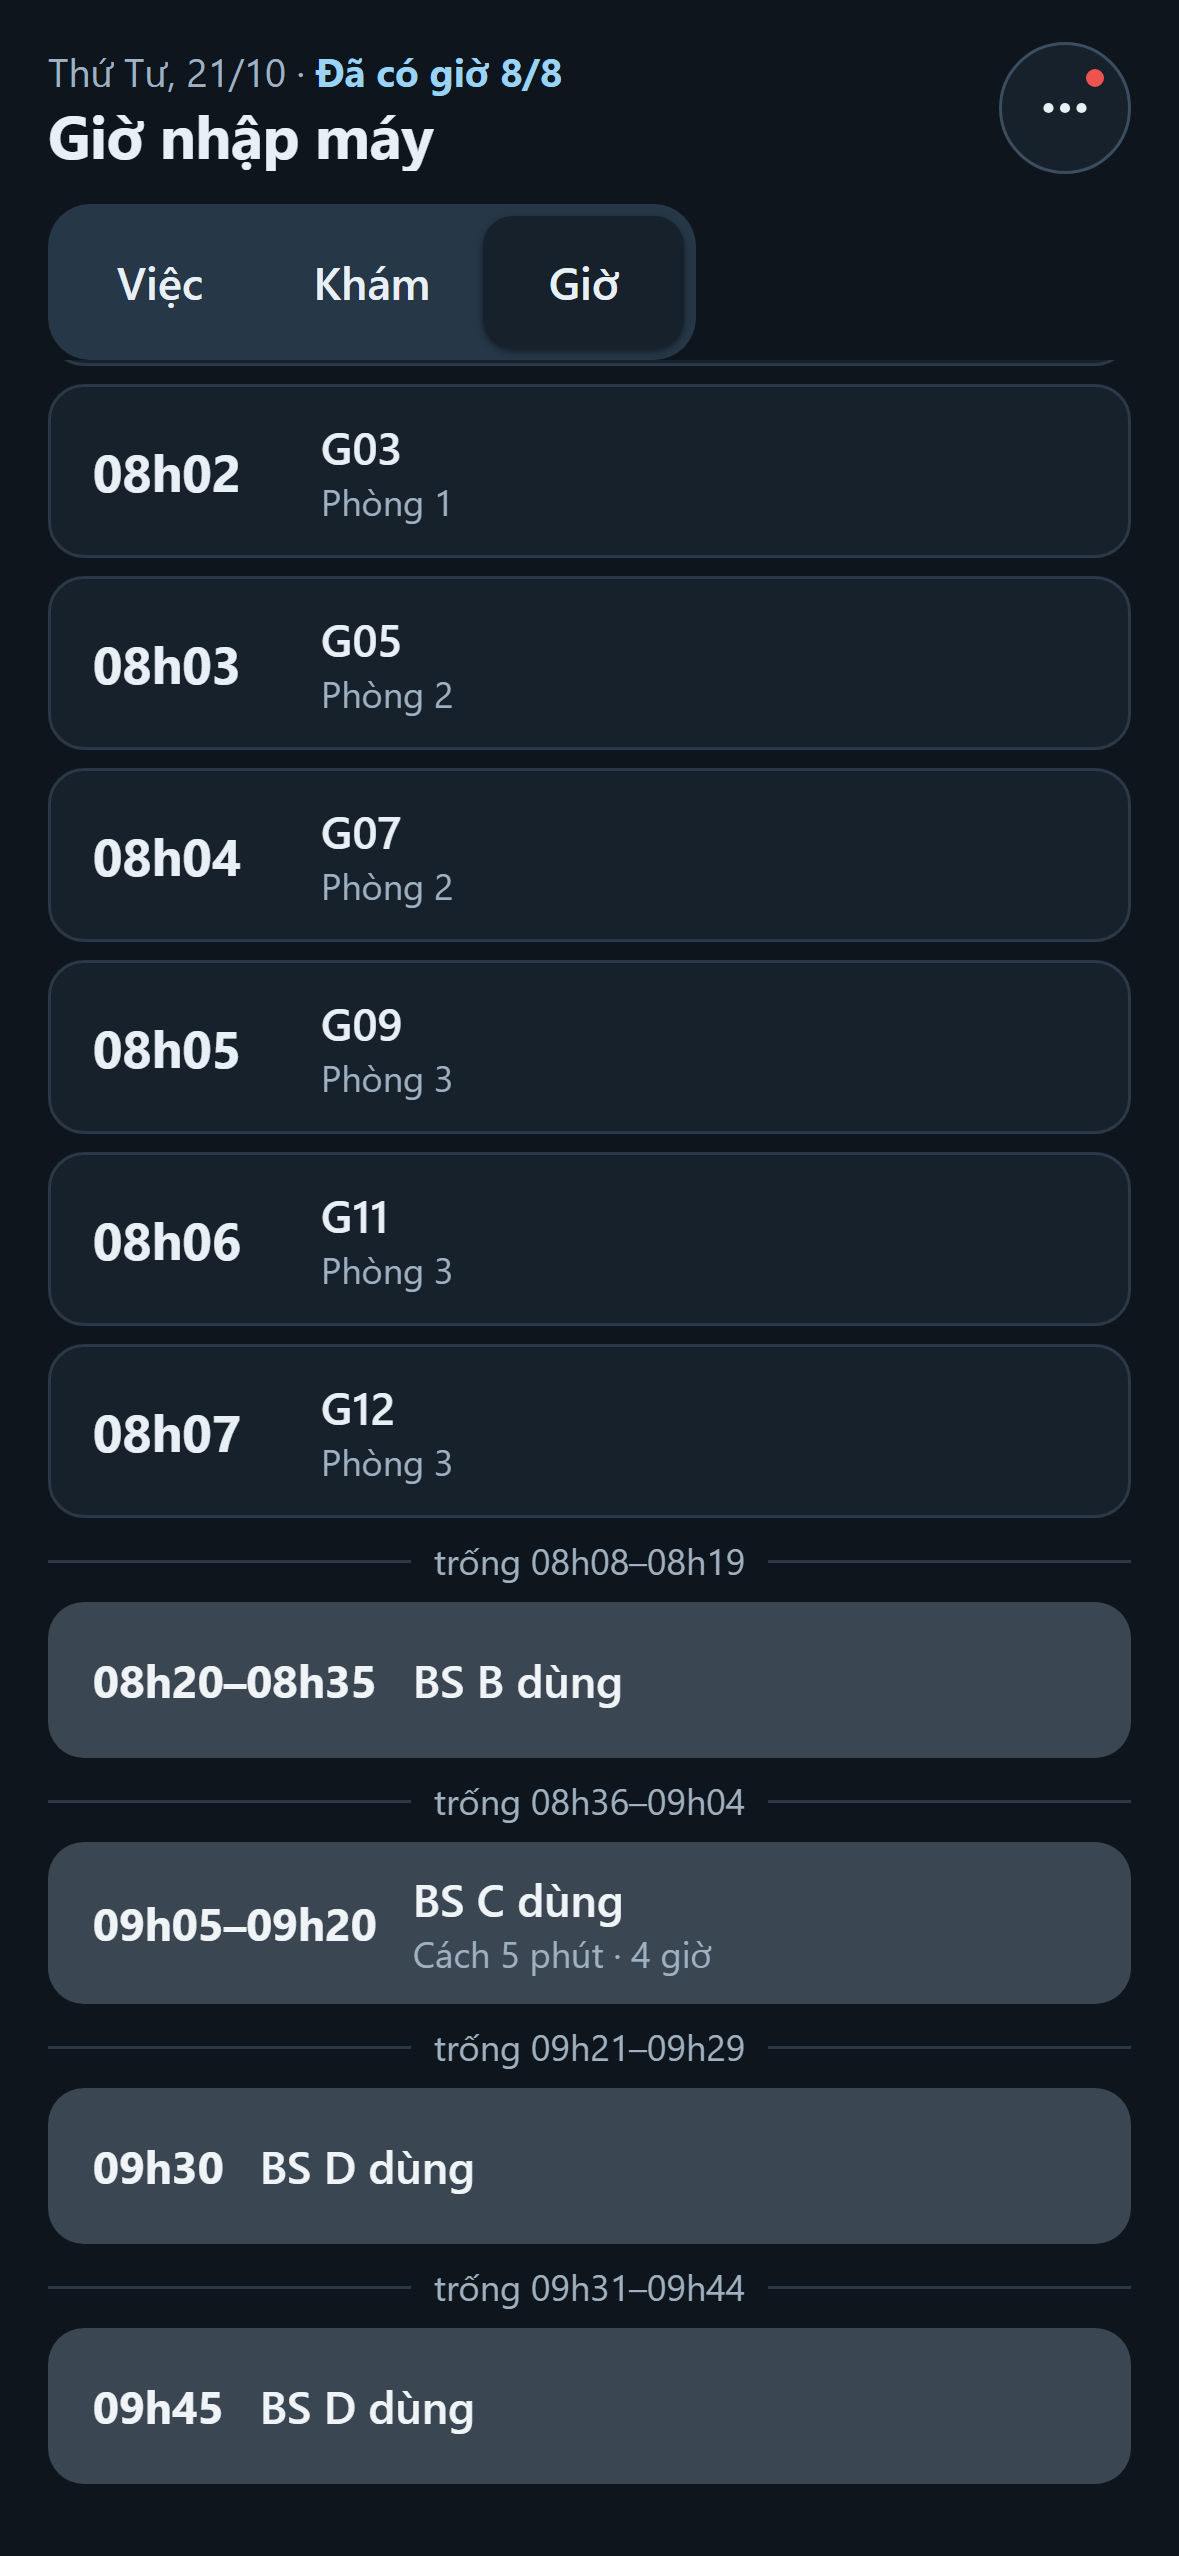 Thứ Tư, 21/10 · Đã có giờ 8/8
Giờ nhập máy
Việc
Khám
Giờ
08h02
G03
Phòng 1
08h03
G05
Phòng 2
08h04
G07
Phòng 2
08h05
G09
Phòng 3
08h06
G11
Phòng 3
08h07
G12
Phòng 3
trống 08h08–08h19
08h20–08h35 BS B dùng
trống 08h36–09h04
09h05–09h20
BS C dùng
Cách 5 phút · 4 giờ
trống 09h21–09h29
09h30 BS D dùng
trống 09h31–09h44
09h45 BS D dùng